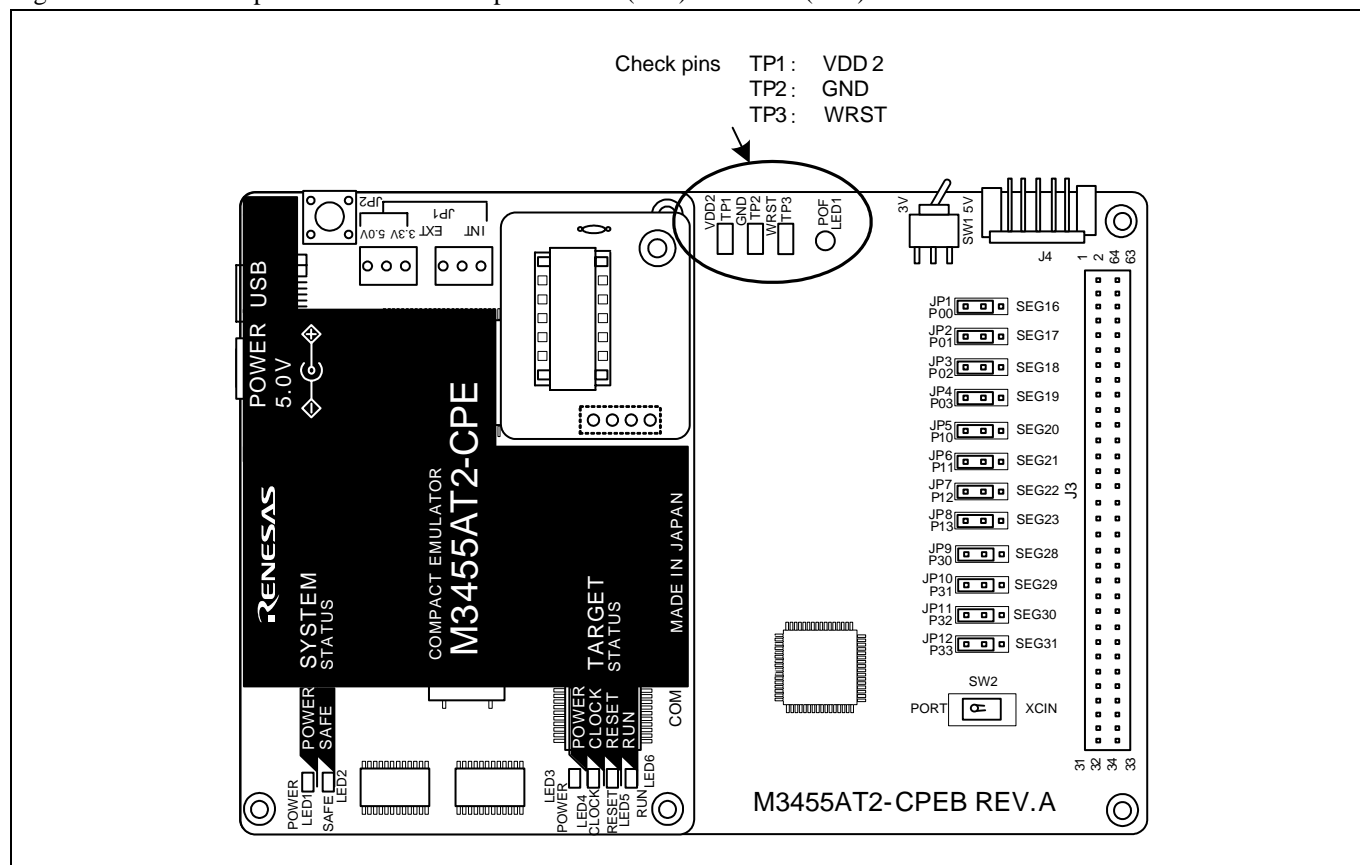 Check pins TP1: VDD 2
TP2: GND
TP3: WRST
JP2
3.3V 5.0V
JP1
EXT INT
VDD2
TP1
GND
TP2
WRST
TP3
POF
LED1
3V
5V
SW1
J4
1
2
64
63
JP1
P00
SEG16
JP2
P01
SEG17
JP3
P02
SEG18
JP4
P03
SEG19
JP5
P10
SEG20
JP6
P11
SEG21
JP7
P12
SEG22
JP8
P13
SEG23
JP9
P30
SEG28
JP10
P31
SEG29
JP11
P32
SEG30
JP12
P33
SEG31
J3
SW2
PORT
XCIN
31
32
34
33
USB
POWER
5.0V
RENESAS
SYSTEM
STATUS
POWER
SAFE
COMPACT EMULATOR
M3455AT2-CPE
TARGET
STATUS
POWER
CLOCK
RESET
RUN
MADE IN JAPAN
COM
POWER
LED1
SAFE
LED2
LED3
POWER
LED4
CLOCK
RESET
LED5
RUN
LED6
M3455AT2-CPEB REV.A